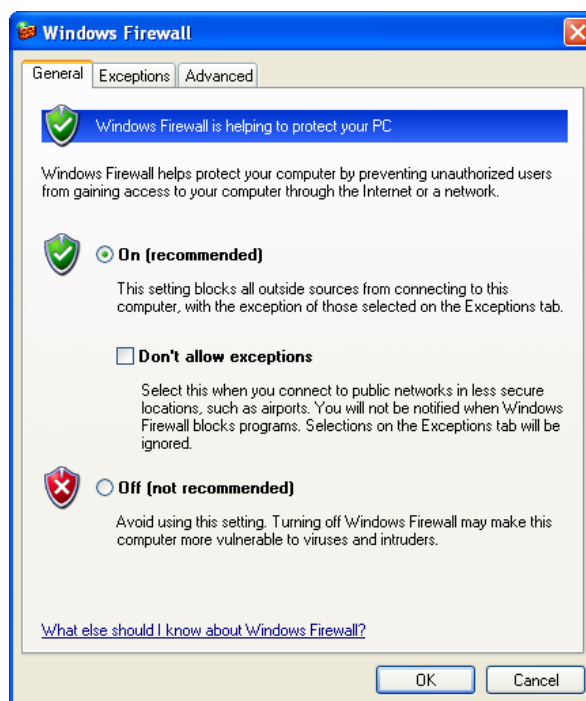 Windows Firewall
General Exceptions Advanced
Windows Firewall is helping to protect your PC
Windows Firewall helps protect your computer by preventing unauthorized users
from gaining access to your computer through the Internet or a network.
On (recommended)
This setting blocks all outside sources from connecting to this
computer, with the exception of those selected on the Exceptions tab.
Don't allow exceptions
Select this when you connect to public networks in less secure
locations, such as airports. You will not be notified when Windows
Firewall blocks programs. Selections on the Exceptions tab will be
ignored.
Off (not recommended)
Avoid using this setting. Turning off Windows Firewall may make this
computer more vulnerable to viruses and intruders.
What else should I know about Windows Firewall?
OK Cancel